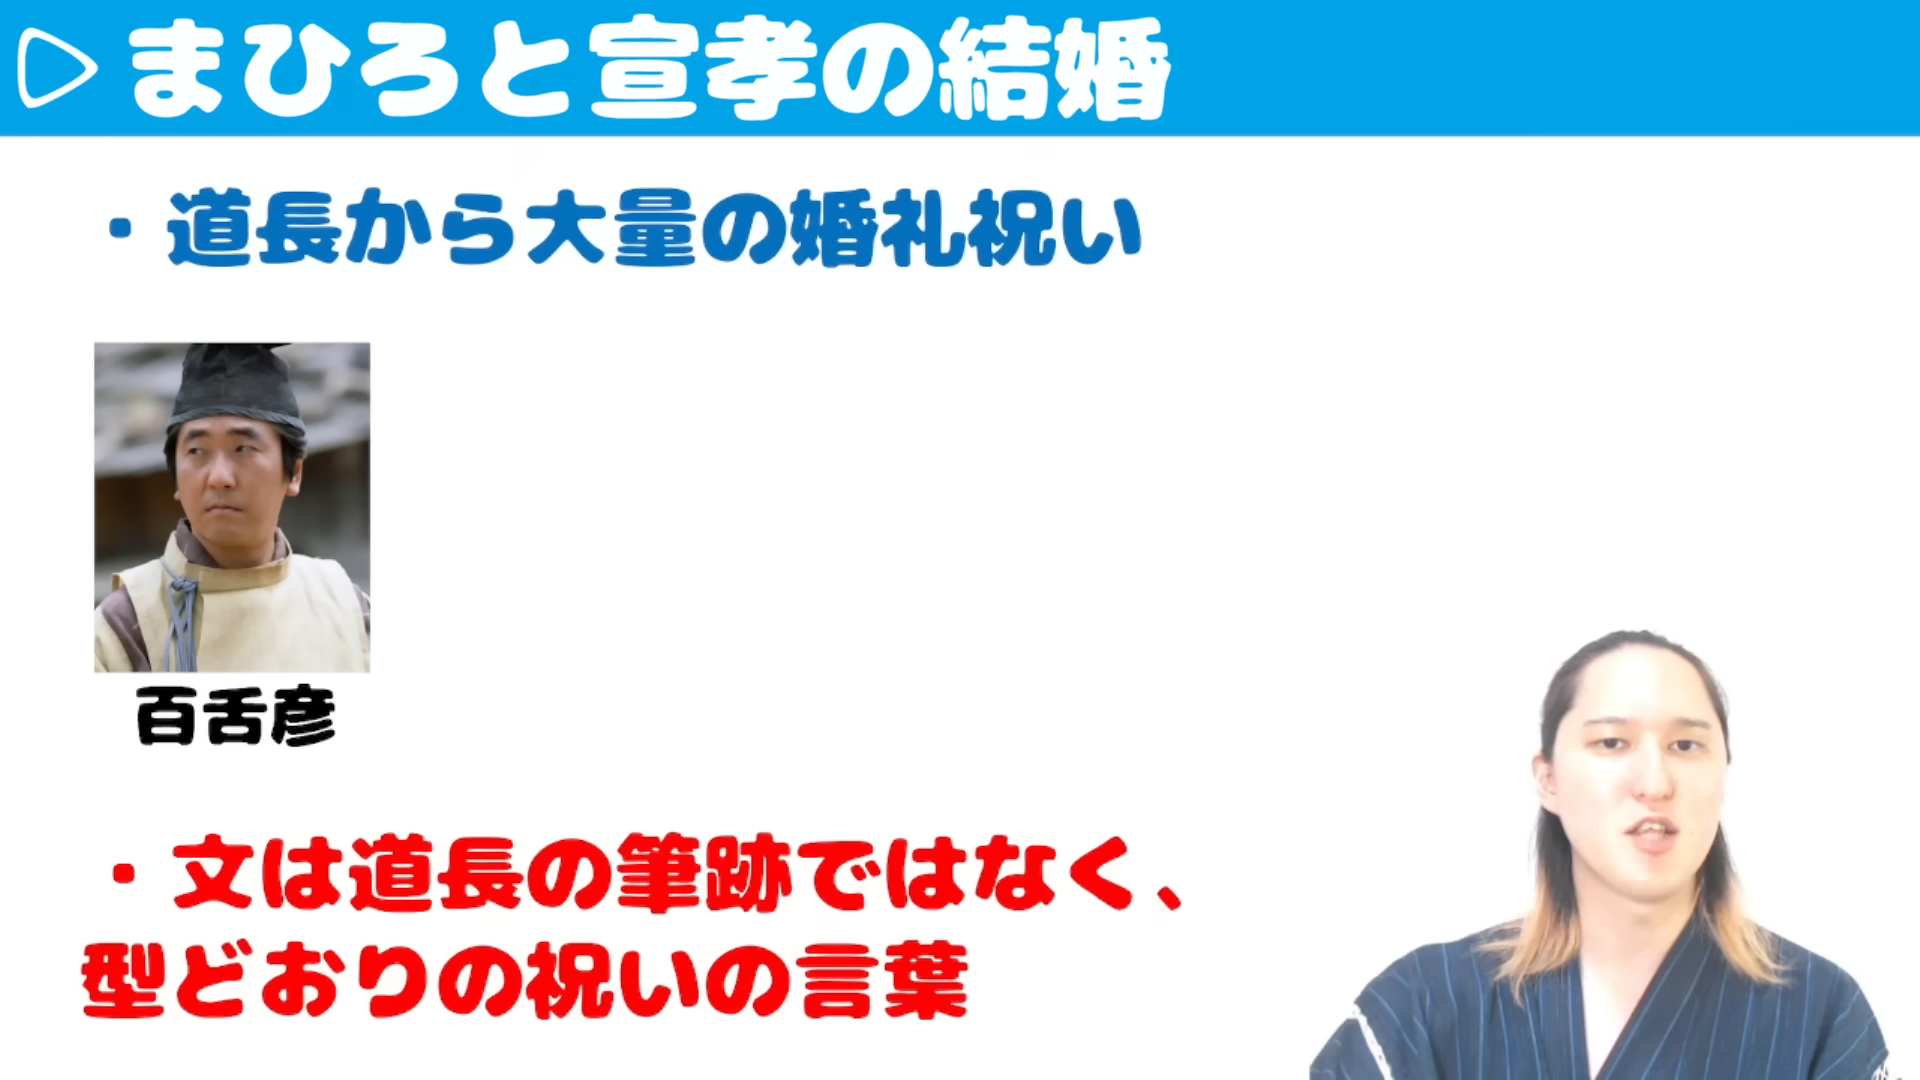 まひろと宣孝の結婚
・道長から大量の婚礼祝い
百舌彦
・文は道長の筆跡ではなく、
型どおりの祝いの言葉